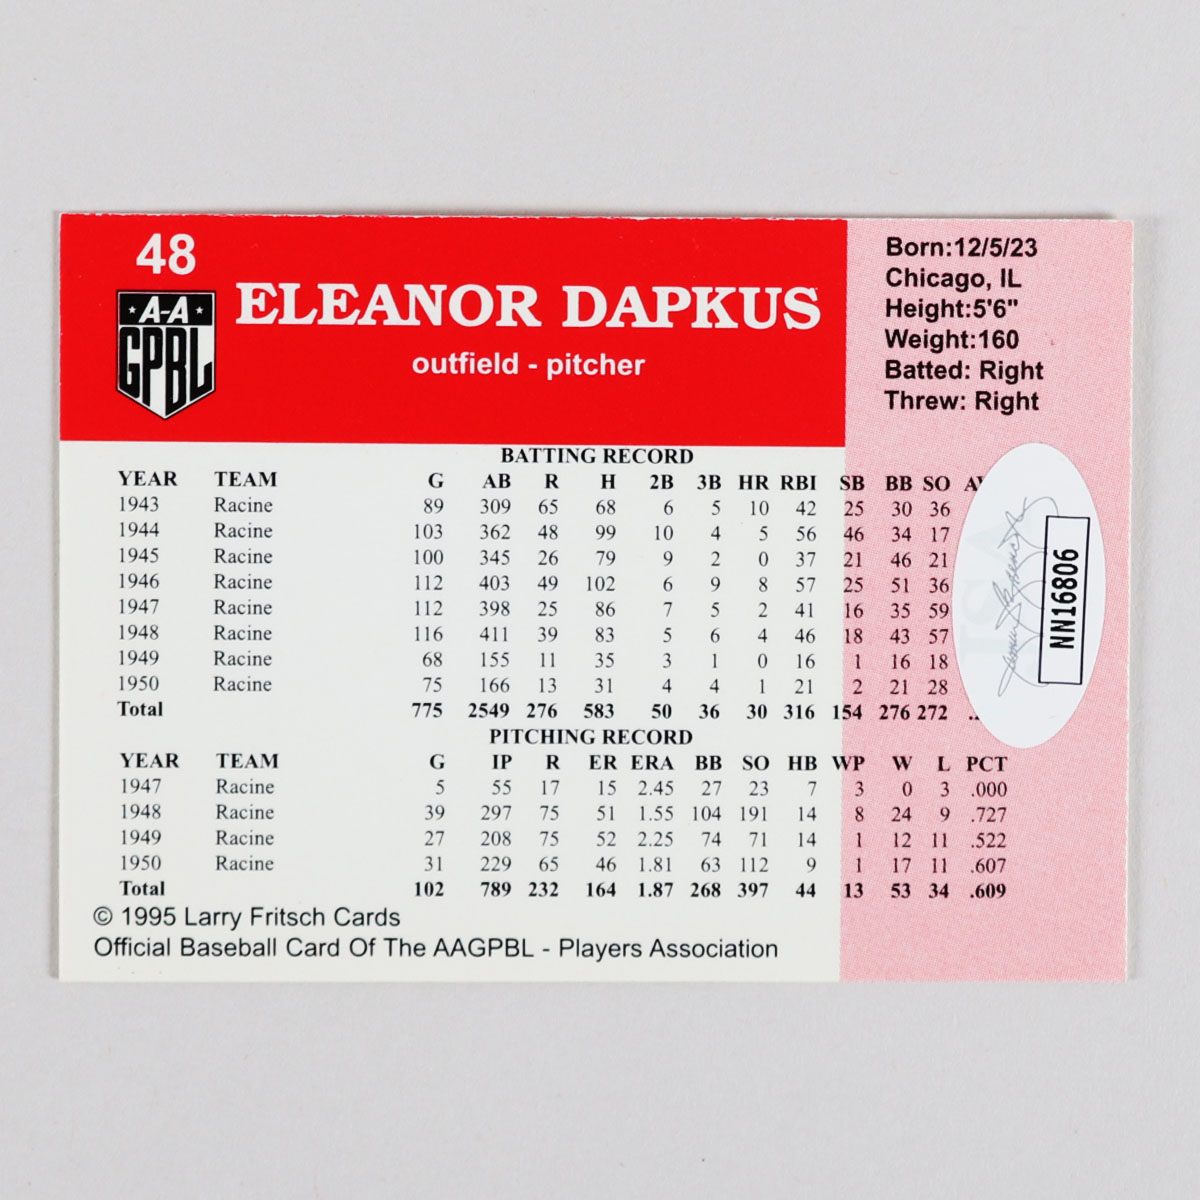 48
A-A
GPBL
ELEANOR DAPKUS
outfield - pitcher
Born:12/5/23
Chicago, IL
Height:5'6"
Weight:160
Batted: Right
Threw: Right
BATTING RECORD
YEAR TEAM G AB R H 2B 3B HR RBI SB BB SO
1943 Racine 89 309 65 68 6 5 10 42 25 30 36
1944 Racine 103 362 48 99 10 4 5 56 46 34 17
1945 Racine 100 345 26 79 9 2 0 37 21 46 21
1946 Racine 112 403 49 102 6 9 8 57 25 51 36
1947 Racine 112 398 25 86 7 5 2 41 16 35 59
1948 Racine 116 411 39 83 5 6 4 46 18 43 57
1949 Racine 68 155 11 35 3 1 0 16 1 16 18
1950 Racine 75 166 13 31 4 4 1 21 2 21 28
Total 775 2549 276 583 50 36 30 316 154 276 272
NN16806
PITCHING RECORD
YEAR TEAM G IP R ER ERA BB SO HB WP W L PCT
1947 Racine 5 55 17 15 2.45 27 23 7 3 0 3 .000
1948 Racine 39 297 75 51 1.55 104 191 14 8 24 9 .727
1949 Racine 27 208 75 52 2.25 74 71 14 1 12 11 .522
1950 Racine 31 229 65 46 1.81 63 112 9 1 17 11 .607
Total 102 789 232 164 1.87 268 397 44 13 53 34 .609
© 1995 Larry Fritsch Cards
Official Baseball Card Of The AAGPBL - Players Association